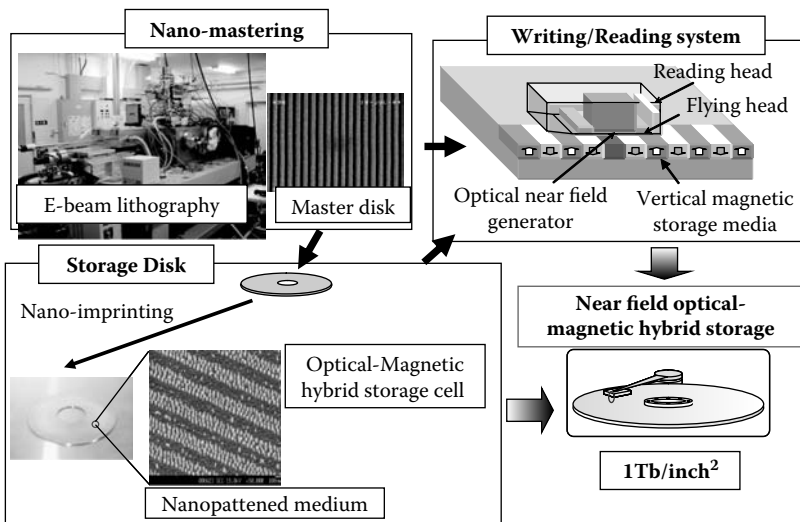 Nano-mastering
E-beam lithography
Master disk
Writing/Reading system
Reading head
Flying head
Optical near field
generator
Vertical magnetic
storage media
Storage Disk
Nano-imprinting
Optical-Magnetic
hybrid storage cell
Nanopattened medium
Near field optical-
magnetic hybrid storage
1Tb/inch²